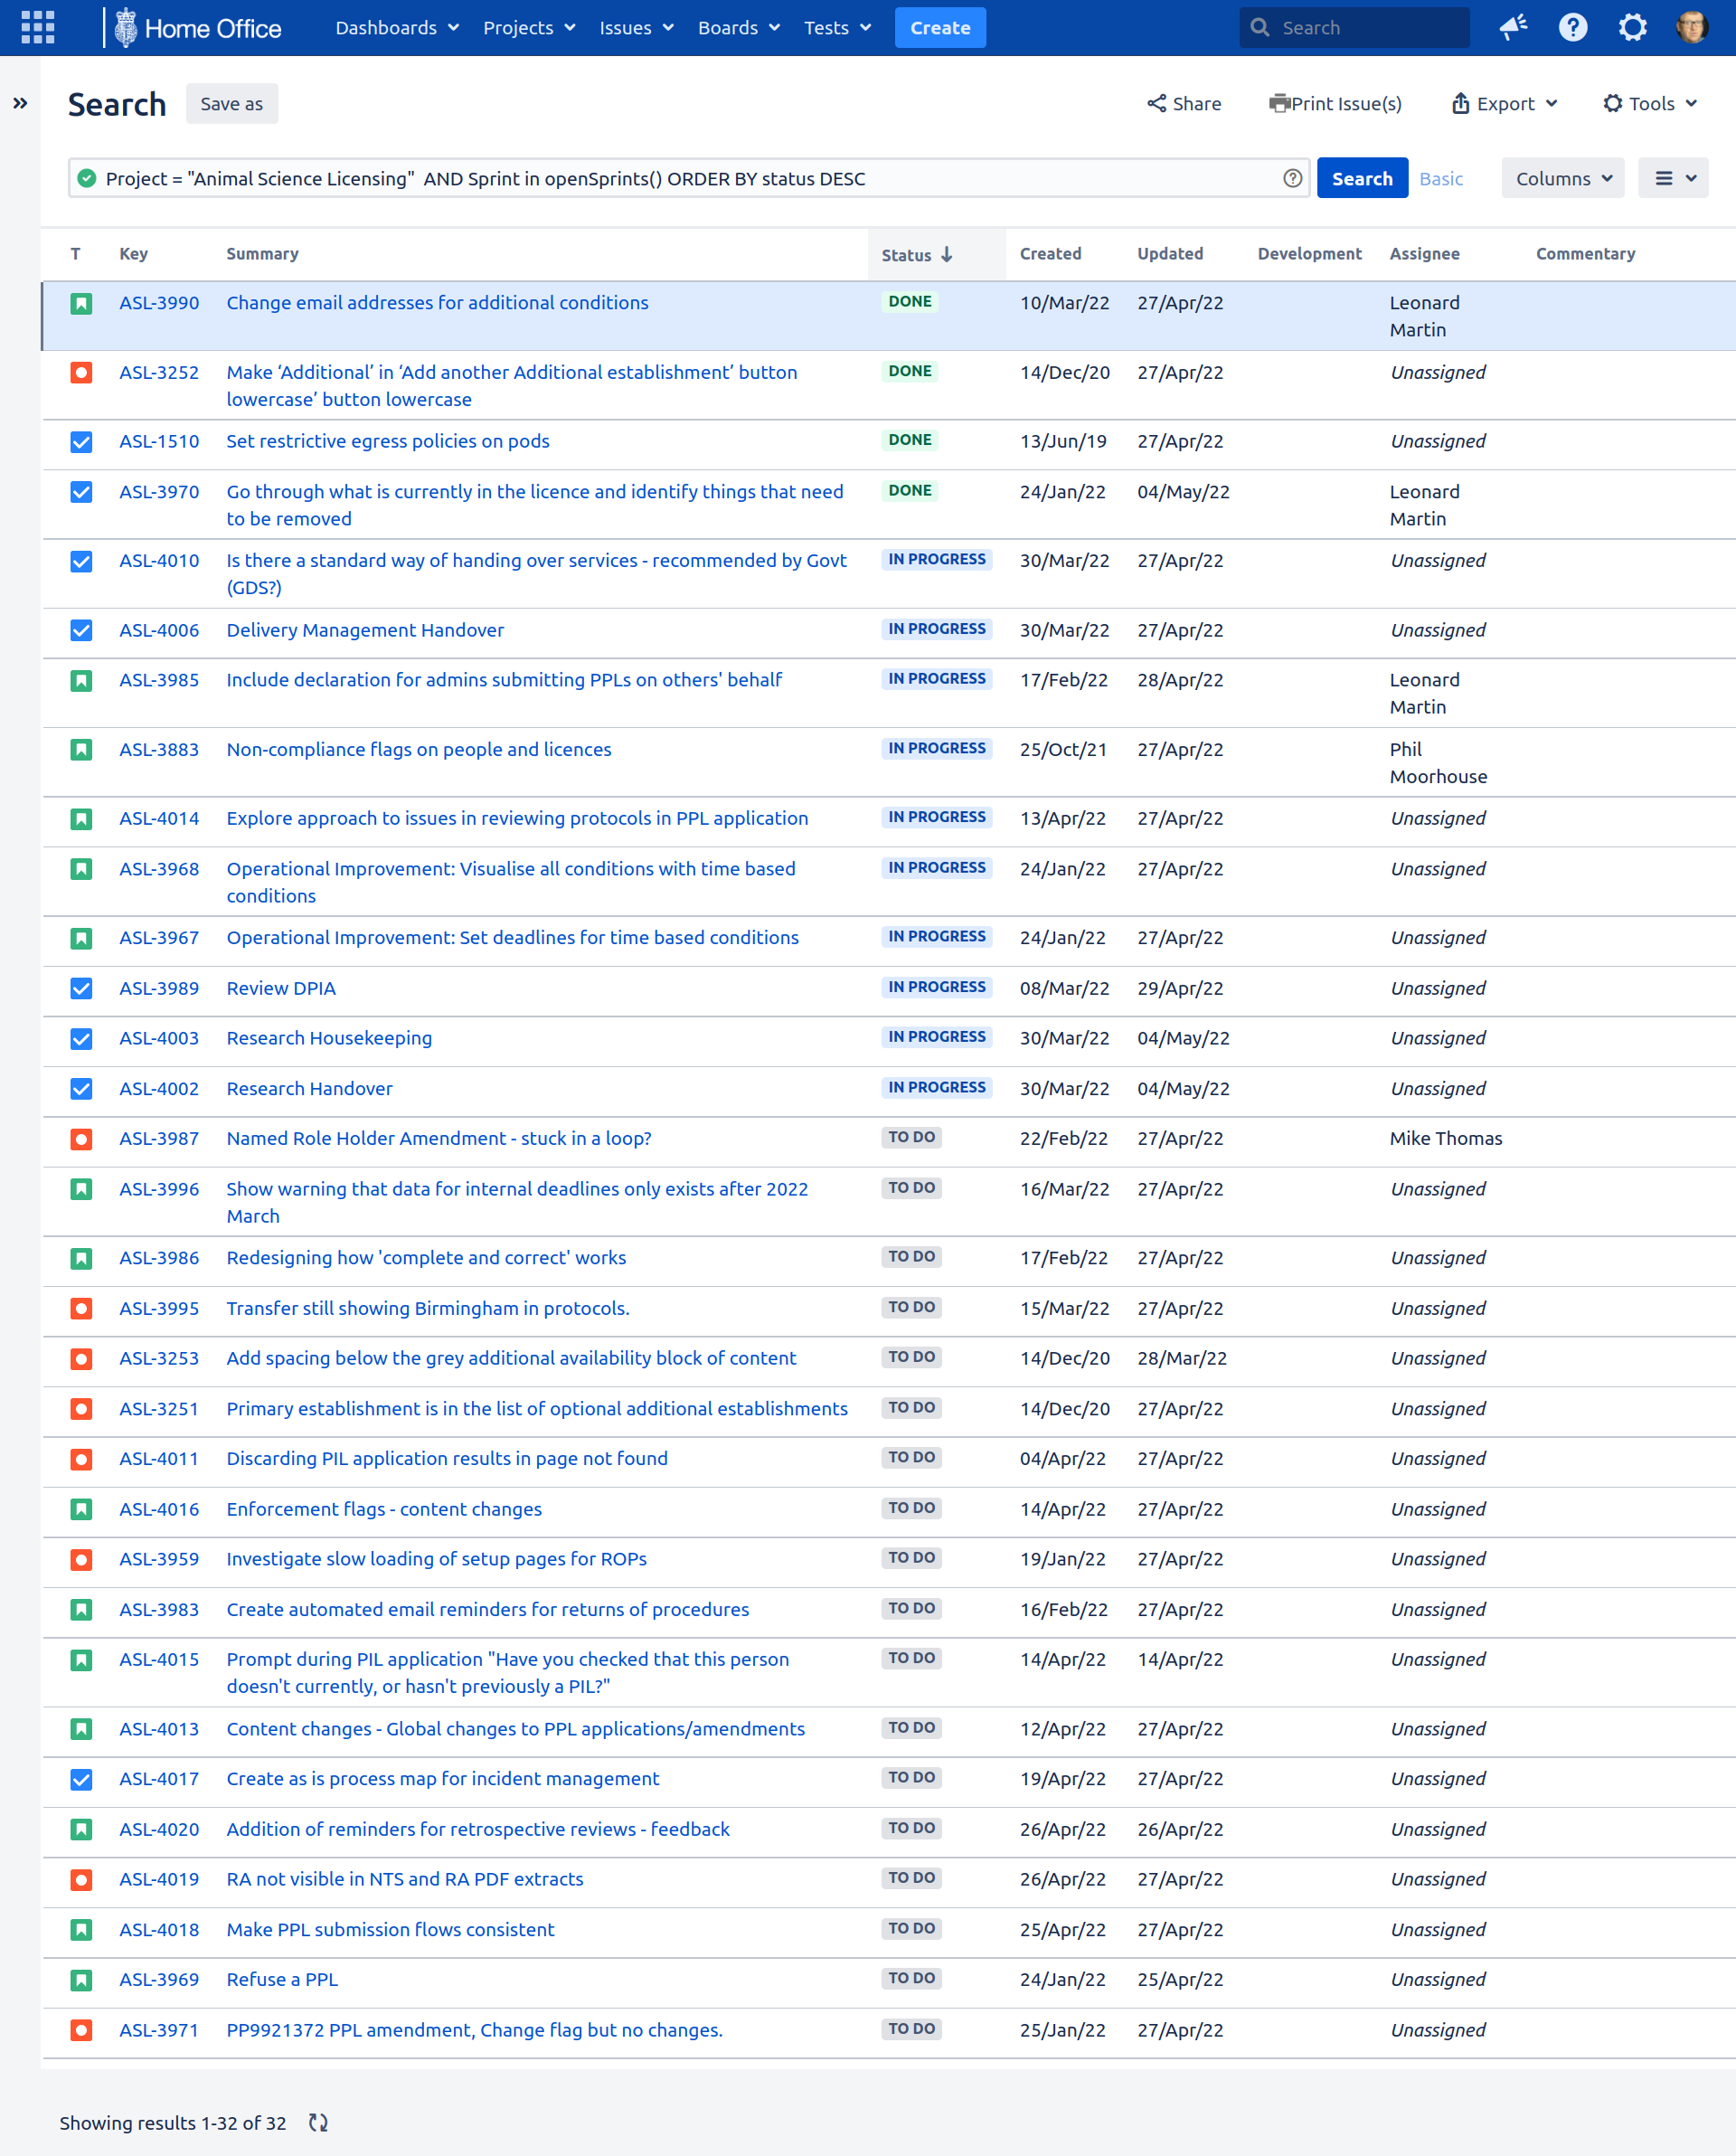 Home Office Dashboards Projects Issues Boards Tests Create Search
Search Save as Share Print Issue(s) Export Tools
Project = "Animal Science Licensing"  AND Sprint in openSprints() ORDER BY status DESC Search Basic Columns
T Key Summary Status Created Updated Development Assignee Commentary
ASL-3990 Change email addresses for additional conditions DONE 10/Mar/22 27/Apr/22 Leonard
Martin
ASL-3252 Make ‘Additional’ in ‘Add another Additional establishment’ button DONE 14/Dec/20 27/Apr/22 Unassigned
lowercase’ button lowercase
ASL-1510 Set restrictive egress policies on pods DONE 13/Jun/19 27/Apr/22 Unassigned
ASL-3970 Go through what is currently in the licence and identify things that need DONE 24/Jan/22 04/May/22 Leonard
to be removed Martin
ASL-4010 Is there a standard way of handing over services - recommended by Govt IN PROGRESS 30/Mar/22 27/Apr/22 Unassigned
(GDS?)
ASL-4006 Delivery Management Handover IN PROGRESS 30/Mar/22 27/Apr/22 Unassigned
ASL-3985 Include declaration for admins submitting PPLs on others' behalf IN PROGRESS 17/Feb/22 28/Apr/22 Leonard
Martin
ASL-3883 Non-compliance flags on people and licences IN PROGRESS 25/Oct/21 27/Apr/22 Phil
Moorhouse
ASL-4014 Explore approach to issues in reviewing protocols in PPL application IN PROGRESS 13/Apr/22 27/Apr/22 Unassigned
ASL-3968 Operational Improvement: Visualise all conditions with time based IN PROGRESS 24/Jan/22 27/Apr/22 Unassigned
conditions
ASL-3967 Operational Improvement: Set deadlines for time based conditions IN PROGRESS 24/Jan/22 27/Apr/22 Unassigned
ASL-3989 Review DPIA IN PROGRESS 08/Mar/22 29/Apr/22 Unassigned
ASL-4003 Research Housekeeping IN PROGRESS 30/Mar/22 04/May/22 Unassigned
ASL-4002 Research Handover IN PROGRESS 30/Mar/22 04/May/22 Unassigned
ASL-3987 Named Role Holder Amendment - stuck in a loop? TO DO 22/Feb/22 27/Apr/22 Mike Thomas
ASL-3996 Show warning that data for internal deadlines only exists after 2022 TO DO 16/Mar/22 27/Apr/22 Unassigned
March
ASL-3986 Redesigning how 'complete and correct' works TO DO 17/Feb/22 27/Apr/22 Unassigned
ASL-3995 Transfer still showing Birmingham in protocols. TO DO 15/Mar/22 27/Apr/22 Unassigned
ASL-3253 Add spacing below the grey additional availability block of content TO DO 14/Dec/20 28/Mar/22 Unassigned
ASL-3251 Primary establishment is in the list of optional additional establishments TO DO 14/Dec/20 27/Apr/22 Unassigned
ASL-4011 Discarding PIL application results in page not found TO DO 04/Apr/22 27/Apr/22 Unassigned
ASL-4016 Enforcement flags - content changes TO DO 14/Apr/22 27/Apr/22 Unassigned
ASL-3959 Investigate slow loading of setup pages for ROPs TO DO 19/Jan/22 27/Apr/22 Unassigned
ASL-3983 Create automated email reminders for returns of procedures TO DO 16/Feb/22 27/Apr/22 Unassigned
ASL-4015 Prompt during PIL application "Have you checked that this person TO DO 14/Apr/22 14/Apr/22 Unassigned
doesn't currently, or hasn't previously a PIL?"
ASL-4013 Content changes - Global changes to PPL applications/amendments TO DO 12/Apr/22 27/Apr/22 Unassigned
ASL-4017 Create as is process map for incident management TO DO 19/Apr/22 27/Apr/22 Unassigned
ASL-4020 Addition of reminders for retrospective reviews - feedback TO DO 26/Apr/22 26/Apr/22 Unassigned
ASL-4019 RA not visible in NTS and RA PDF extracts TO DO 26/Apr/22 27/Apr/22 Unassigned
ASL-4018 Make PPL submission flows consistent TO DO 25/Apr/22 27/Apr/22 Unassigned
ASL-3969 Refuse a PPL TO DO 24/Jan/22 25/Apr/22 Unassigned
ASL-3971 PP9921372 PPL amendment, Change flag but no changes. TO DO 25/Jan/22 27/Apr/22 Unassigned
Showing results 1-32 of 32